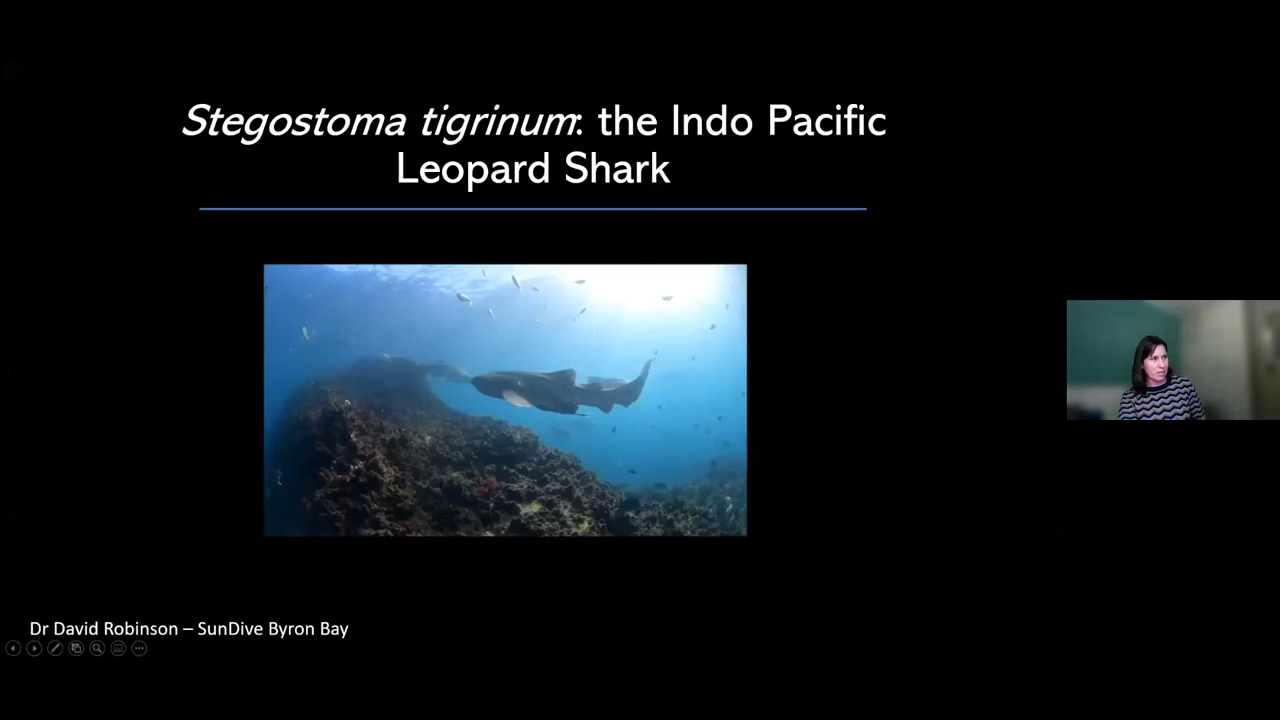 Stegostoma tigrinum: the Indo Pacific
Leopard Shark
Dr David Robinson – SunDive Byron Bay